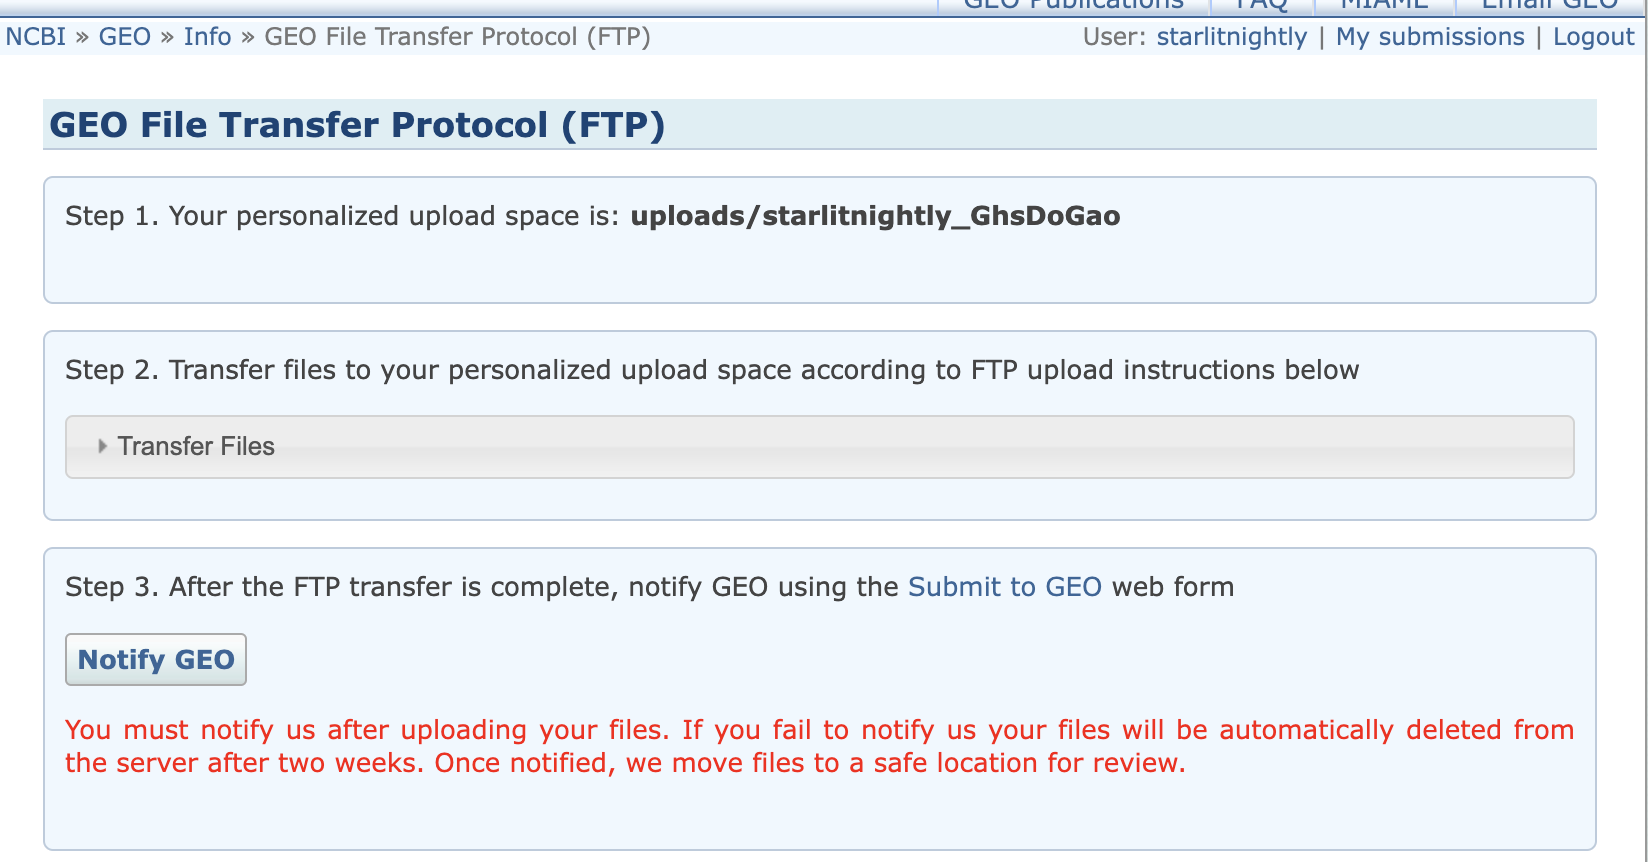 GEO Publications FAQ MIAME Email GEO
NCBI » GEO » Info » GEO File Transfer Protocol (FTP) User: starlitnightly | My submissions | Logout
GEO File Transfer Protocol (FTP)
Step 1. Your personalized upload space is: uploads/starlitnightly_GhsDoGao
Step 2. Transfer files to your personalized upload space according to FTP upload instructions below
Transfer Files
Step 3. After the FTP transfer is complete, notify GEO using the Submit to GEO web form
Notify GEO
You must notify us after uploading your files. If you fail to notify us your files will be automatically deleted from
the server after two weeks. Once notified, we move files to a safe location for review.